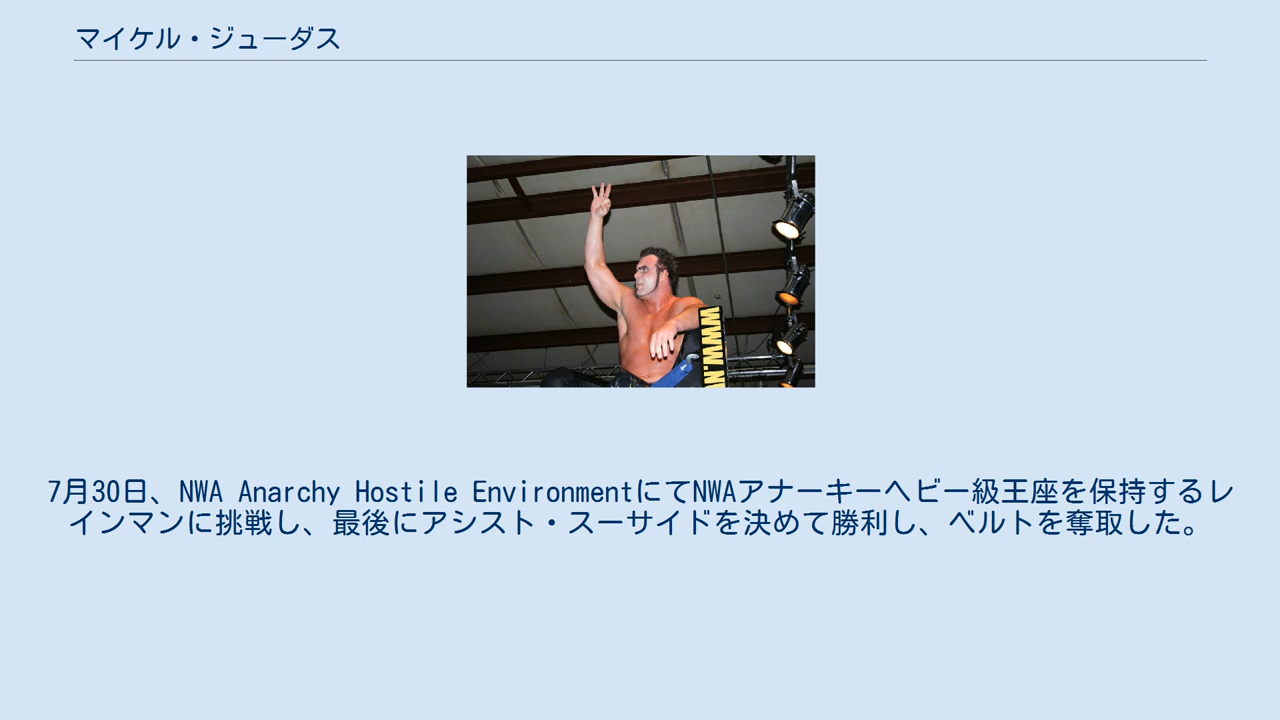 マイケル・ジューダス
WWW.N
7月30日、NWA Anarchy Hostile EnvironmentにてNWAアナーキーヘビー級王座を保持するレ
インマンに挑戦し、最後にアシスト・スーサイドを決めて勝利し、ベルトを奪取した。